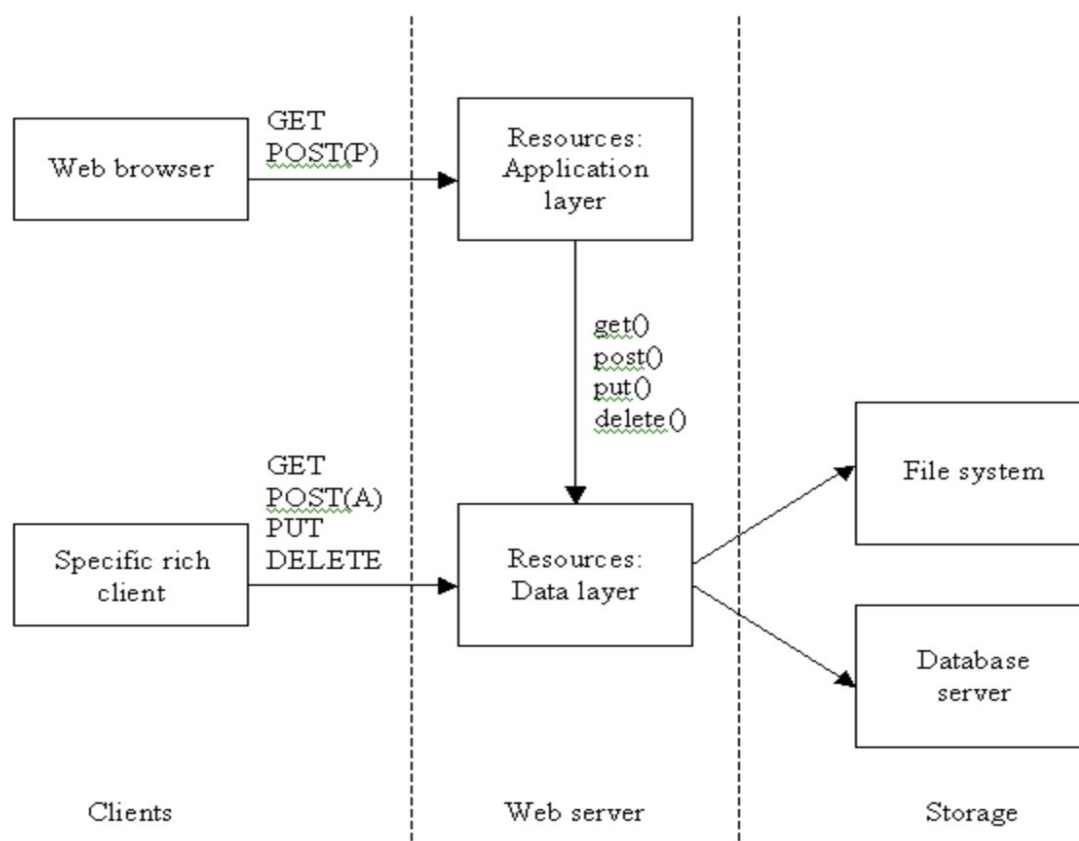 GET
POST(P)
Web browser
Resources:
Application
layer
get()
post()
put()
delete()
GET
POST(A)
PUT
DELETE
Specific rich
client
Resources:
Data layer
File system
Database
server
Clients
Web server
Storage